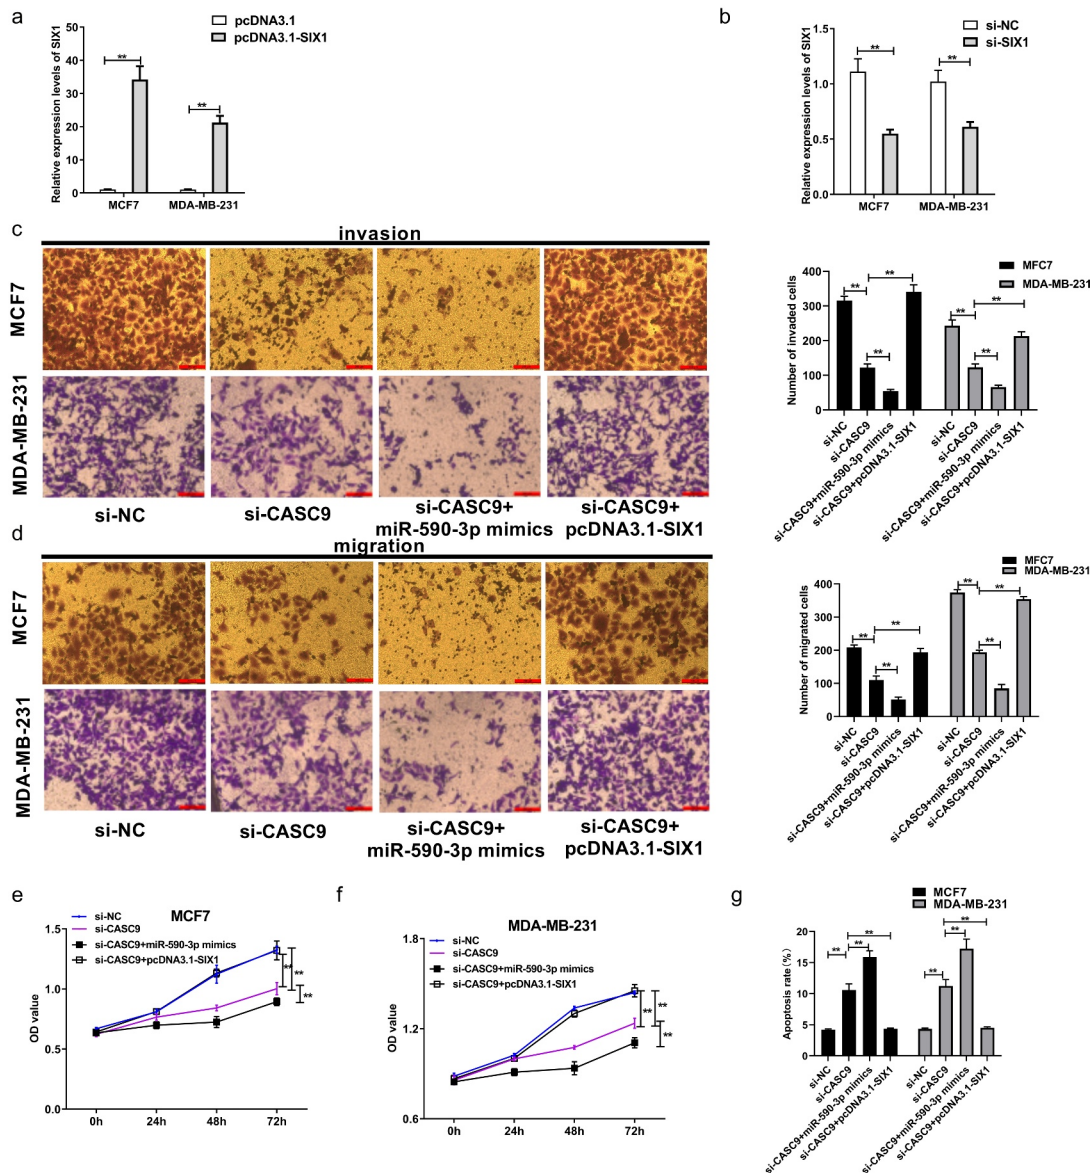 a
pcDNA3.1
pcDNA3.1-SIX1
Relative expression levels of SIX1
50
40
30
20
10
0
**
**
MCF7
MDA-MB-231
b
si-NC
si-SIX1
Relative expression levels of SIX1
1.5
1.0
0.5
0.0
**
**
MCF7
MDA-MB-231
c
invasion
MCF7
MDA-MB-231
si-NC
si-CASC9
si-CASC9+
miR-590-3p mimics
si-CASC9+
pcDNA3.1-SIX1
MFC7
MDA-MB-231
Number of invaded cells
400
300
200
100
0
**
**
**
**
**
**
si-NC
si-CASC9
si-CASC9+miR-590-3p mimics
si-CASC9+pcDNA3.1-SIX1
si-NC
si-CASC9
si-CASC9+miR-590-3p mimics
si-CASC9+pcDNA3.1-SIX1
d
migration
MCF7
MDA-MB-231
si-NC
si-CASC9
si-CASC9+
miR-590-3p mimics
si-CASC9+
pcDNA3.1-SIX1
MFC7
MDA-MB-231
Number of migrated cells
400
300
200
100
0
**
**
**
**
**
**
si-NC
si-CASC9
si-CASC9+miR-590-3p mimics
si-CASC9+pcDNA3.1-SIX1
si-NC
si-CASC9
si-CASC9+miR-590-3p mimics
si-CASC9+pcDNA3.1-SIX1
e
MCF7
si-NC
si-CASC9
si-CASC9+miR-590-3p mimics
si-CASC9+pcDNA3.1-SIX1
OD value
1.5
1.0
0.5
0.0
**
**
**
0h
24h
48h
72h
f
MDA-MB-231
si-NC
si-CASC9
si-CASC9+miR-590-3p mimics
si-CASC9+pcDNA3.1-SIX1
OD value
1.8
1.2
0.6
**
**
**
0h
24h
48h
72h
g
MCF7
MDA-MB-231
Apoptosis rate (%)
20
15
10
5
0
**
**
**
**
**
**
si-NC
si-CASC9
si-CASC9+miR-590-3p mimics
si-CASC9+pcDNA3.1-SIX1
si-NC
si-CASC9
si-CASC9+miR-590-3p mimics
si-CASC9+pcDNA3.1-SIX1